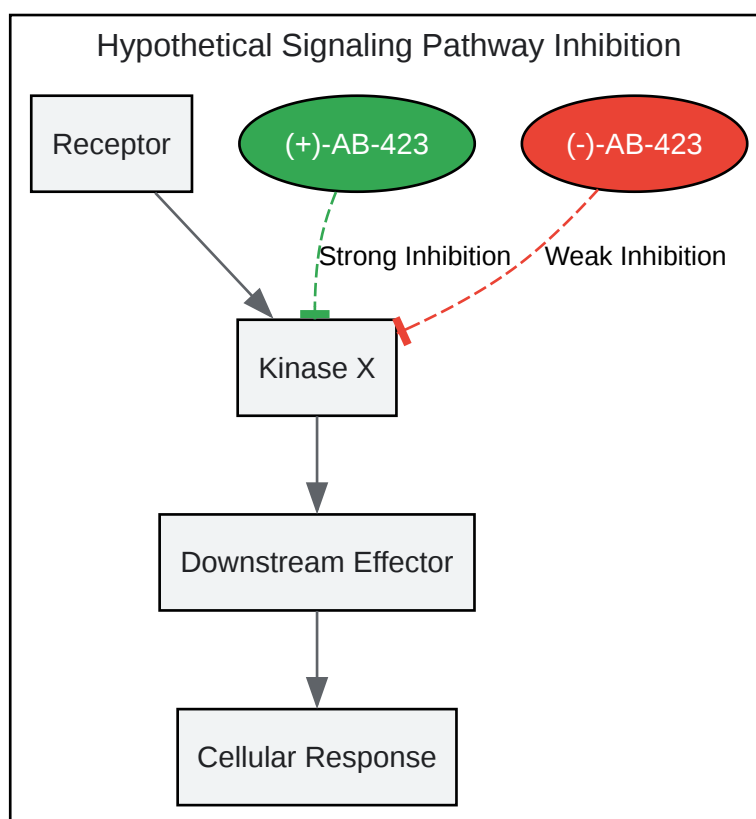 Hypothetical Signaling Pathway Inhibition
Receptor
(+)-AB-423
(-)-AB-423
Strong Inhibition
Weak Inhibition
Kinase X
Downstream Effector
Cellular Response